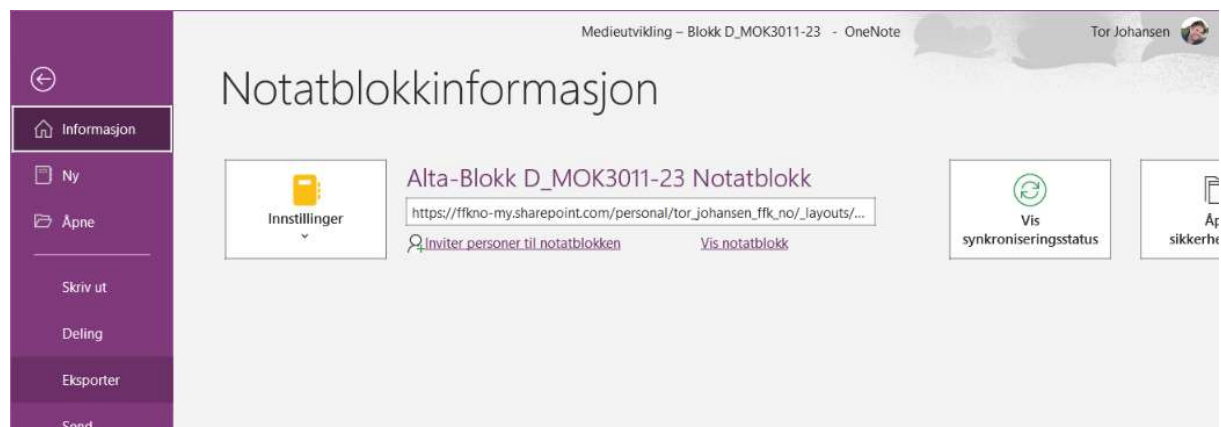 Medieutvikling – Blokk D_MOK3011-23 - OneNote
Tor Johansen
Notatblokkinformasjon
Informasjon
Ny
Åpne
Skriv ut
Deling
Eksporter
Send
Innstillinger
Alta-Blokk D_MOK3011-23 Notatblokk
https://ffkno-my.sharepoint.com/personal/tor_johansen_ffk_no/_layouts/...
Inviter personer til notatblokken
Vis notatblokk
Vis
synkroniseringsstatus